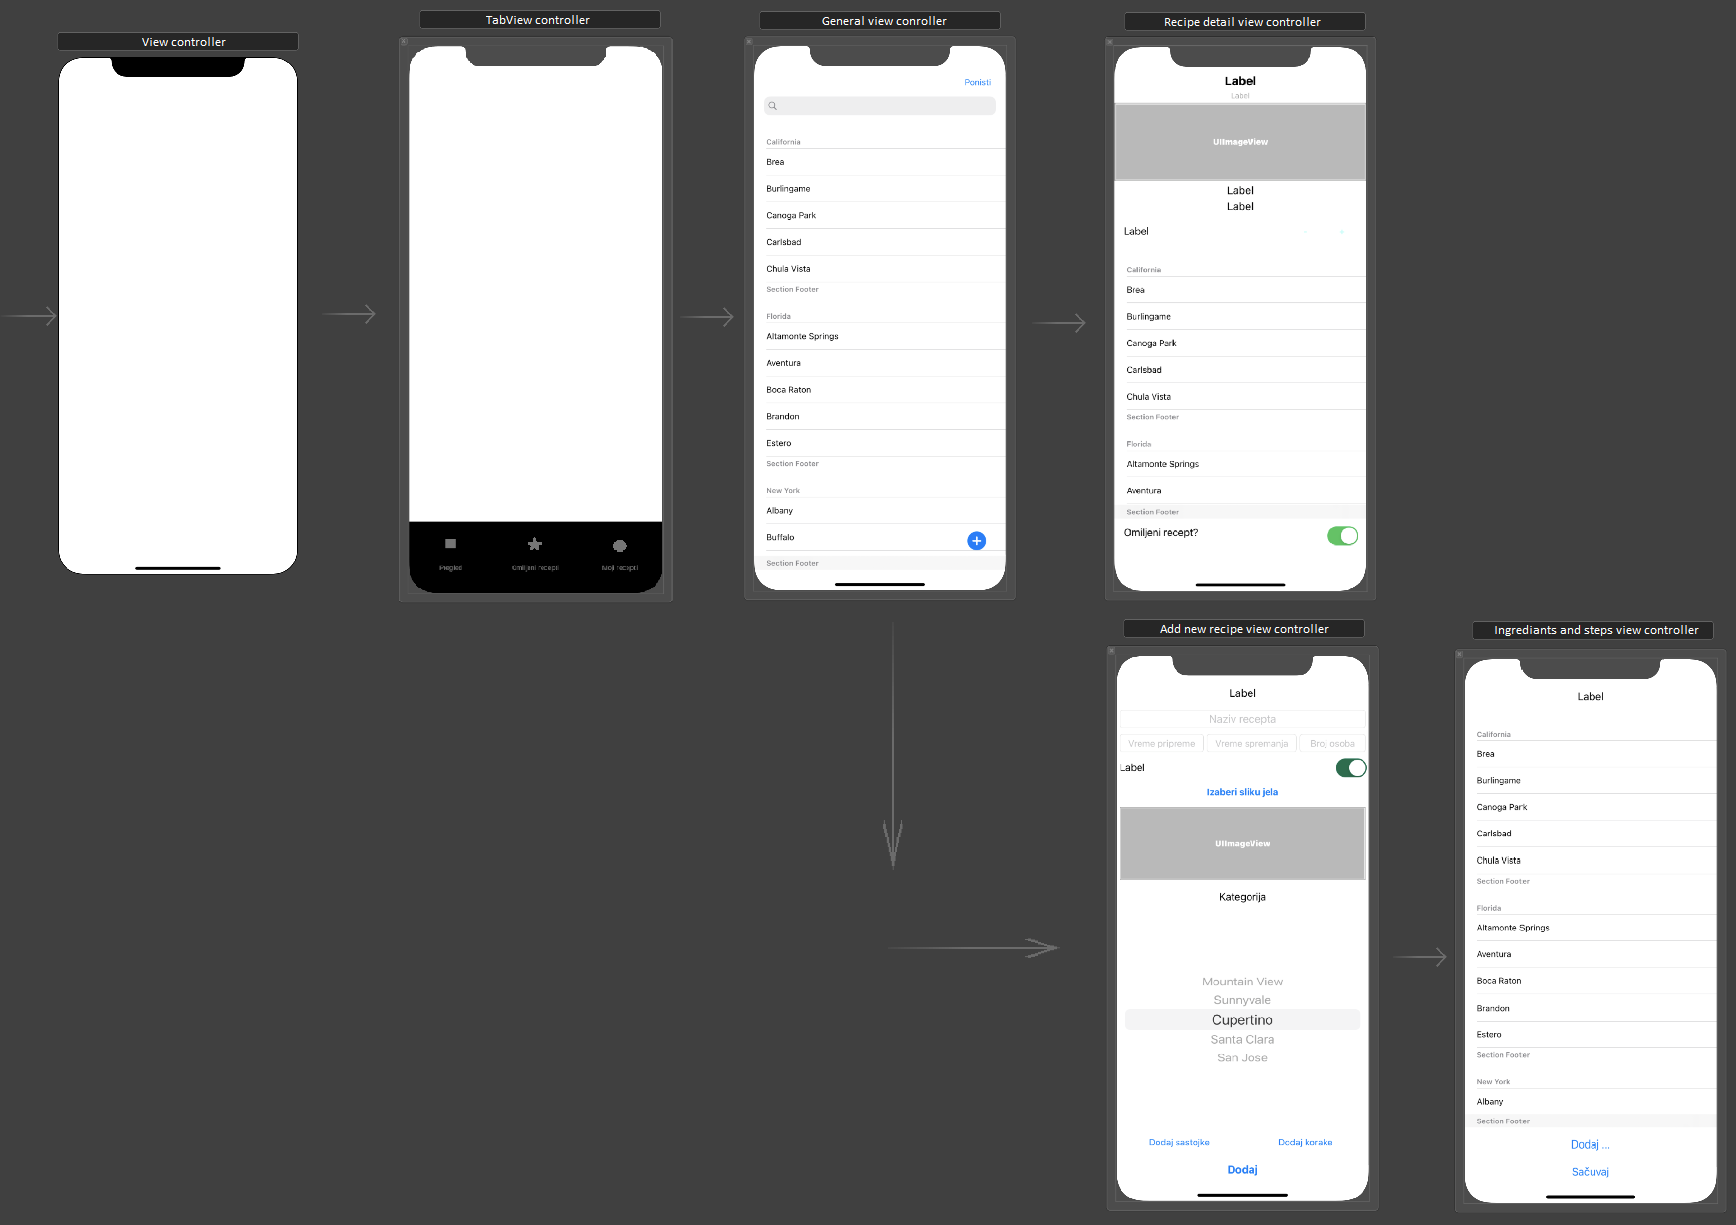 View controller
TabView controller
Pregled
Omiljeni recepti
Moji recepti
General view conroller
Ponisti
California
Brea
Burlingame
Canoga Park
Carlsbad
Chula Vista
Section Footer
Florida
Altamonte Springs
Aventura
Boca Raton
Brandon
Estero
Section Footer
New York
Albany
Buffalo
Section Footer
Recipe detail view controller
Label
Label
UIImageView
Label
Label
Label
California
Brea
Burlingame
Canoga Park
Carlsbad
Chula Vista
Section Footer
Florida
Altamonte Springs
Aventura
Section Footer
Omiljeni recept?
Add new recipe view controller
Label
Naziv recepta
Vreme pripreme Vreme spremanja Bro, osoba
Label
Izaberi sliku jela
UIImageView
Kategorija
Mountain View
Sunnyvale
Cupertino
Santa Clara
San Jose
Dodaj sastojke Dodaj korake
Dodaj
Ingrediants and steps view controller
Label
California
Brea
Burlingame
Canoga Park
Carlsbad
Chula Vista
Section Footer
Florida
Altamonte Springs
Aventura
Boca Raton
Brandon
Estero
Section Footer
New York
Albany
Section Footer
Dodaj ...
Sačuvaj